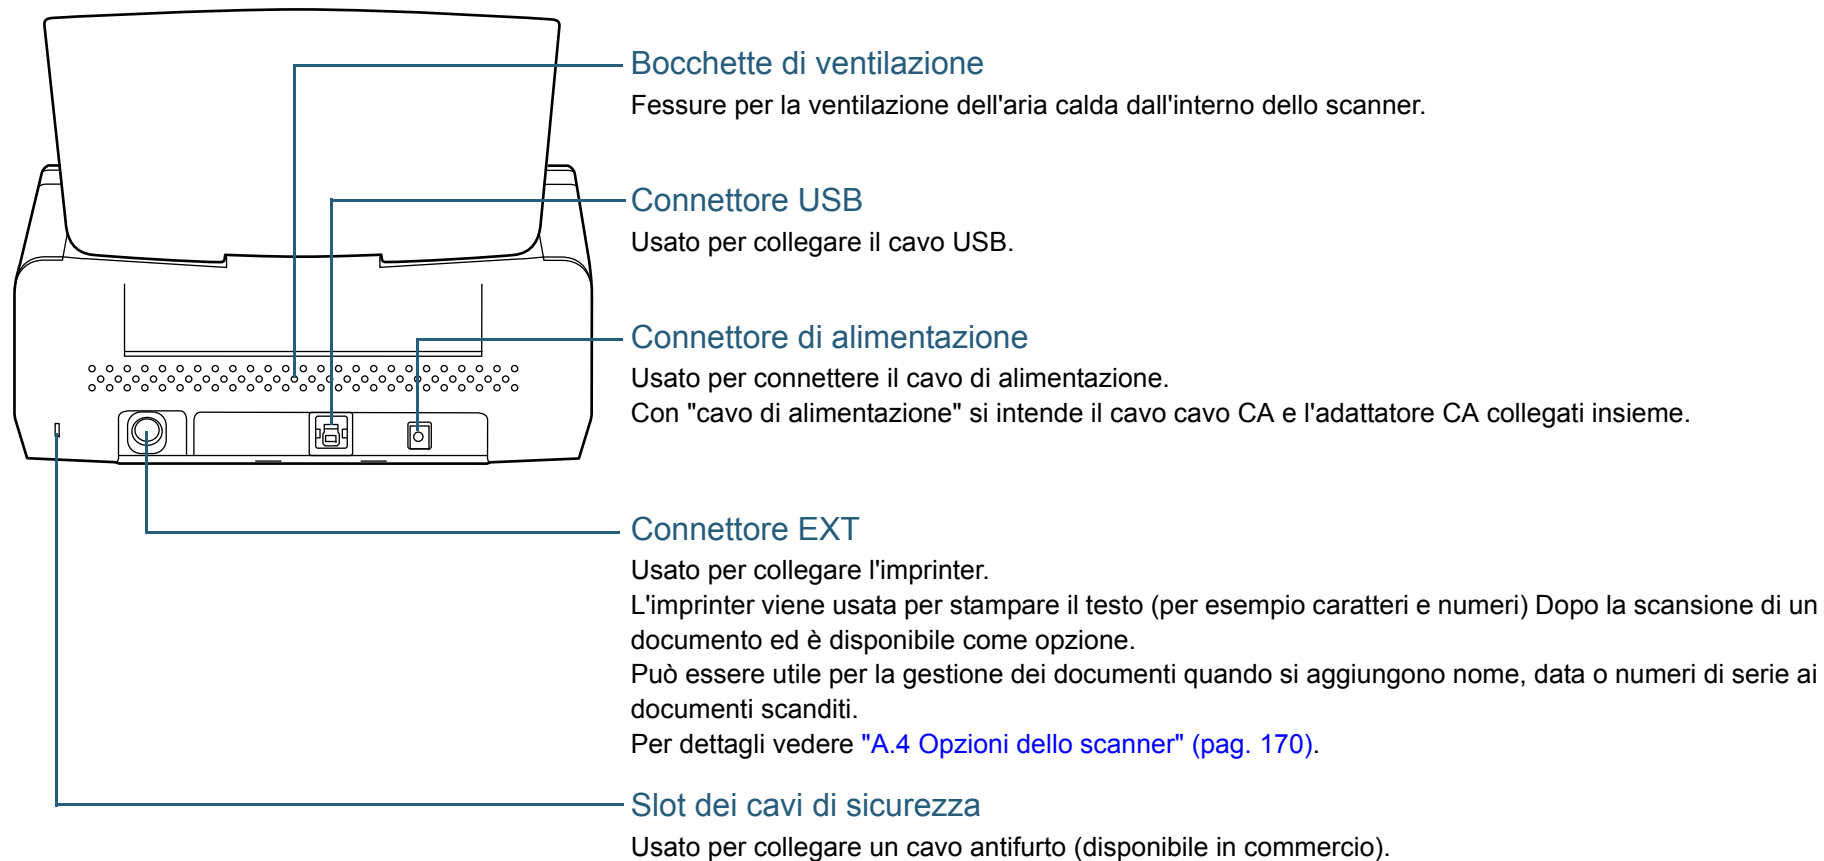 Bocchette di ventilazione
Fessure per la ventilazione dell'aria calda dall'interno dello scanner.
Connettore USB
Usato per collegare il cavo USB.
Connettore di alimentazione
Usato per connettere il cavo di alimentazione.
Con "cavo di alimentazione" si intende il cavo cavo CA e l'adattatore CA collegati insieme.
Connettore EXT
Usato per collegare l'imprinter.
L'imprinter viene usata per stampare il testo (per esempio caratteri e numeri) Dopo la scansione di un
documento ed è disponibile come opzione.
Può essere utile per la gestione dei documenti quando si aggiungono nome, data o numeri di serie ai
documenti scanditi.
Per dettagli vedere "A.4 Opzioni dello scanner" (pag. 170).
Slot dei cavi di sicurezza
Usato per collegare un cavo antifurto (disponibile in commercio).